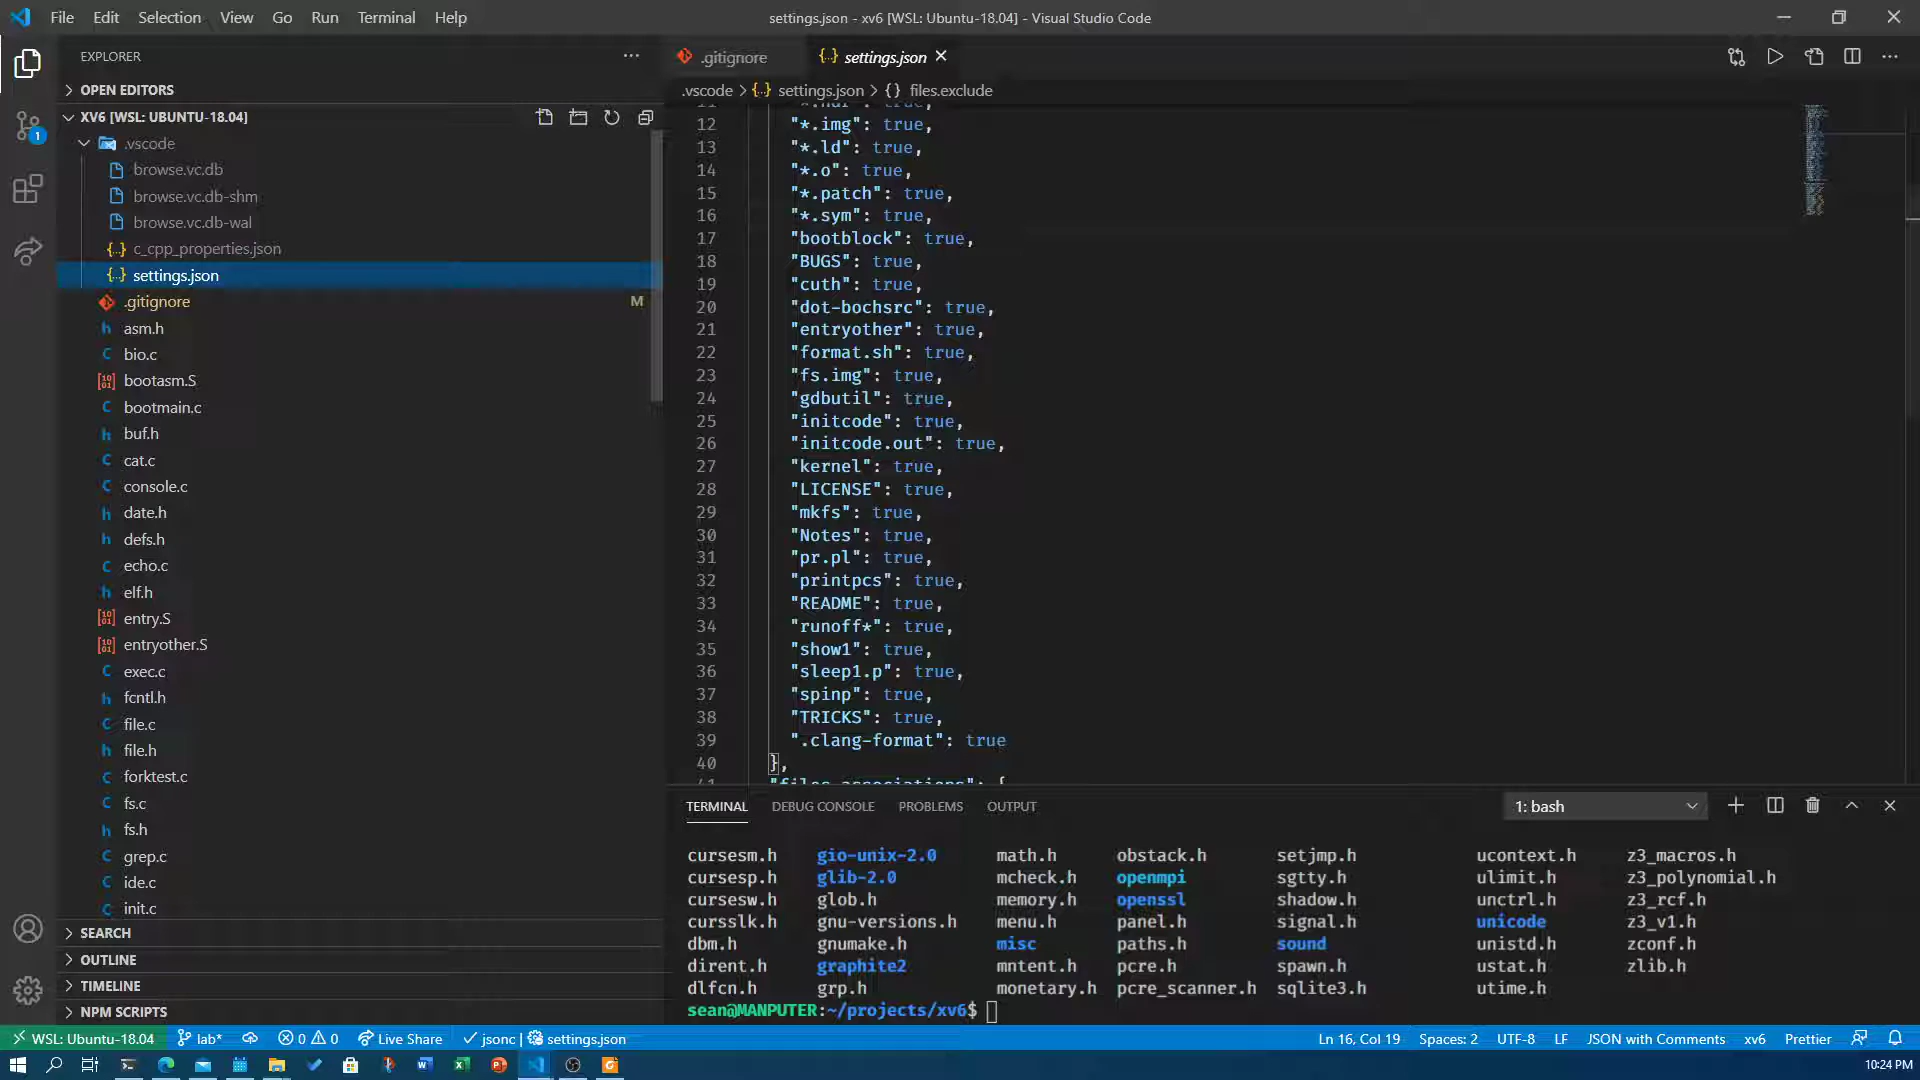 File Edit Selection View Go Run Terminal Help
settings.json - xv6 [WSL: Ubuntu-18.04] - Visual Studio Code
EXPLORER
OPEN EDITORS
XV6 [WSL: UBUNTU-18.04]
.vscode
browse.vc.db
browse.vc.db-shm
browse.vc.db-wal
c_cpp_properties.json
settings.json
.gitignore M
asm.h
bio.c
bootasm.S
bootmain.c
buf.h
cat.c
console.c
date.h
defs.h
echo.c
elf.h
entry.S
entryother.S
exec.c
fcntl.h
file.c
file.h
forktest.c
fs.c
fs.h
grep.c
ide.c
init.c
SEARCH
OUTLINE
TIMELINE
NPM SCRIPTS
1
.gitignore
settings.json
.vscode > {..} settings.json > {} files.exclude
12 "*.img": true,
13 "*.ld": true,
14 "*.o": true,
15 "*.patch": true,
16 "*.sym": true,
17 "bootblock": true,
18 "BUGS": true,
19 "cuth": true,
20 "dot-bochsrc": true,
21 "entryother": true,
22 "format.sh": true,
23 "fs.img": true,
24 "gdbutil": true,
25 "initcode": true,
26 "initcode.out": true,
27 "kernel": true,
28 "LICENSE": true,
29 "mkfs": true,
30 "Notes": true,
31 "pr.pl": true,
32 "printpcs": true,
33 "README": true,
34 "runoff*": true,
35 "show1": true,
36 "sleep1.p": true,
37 "spinp": true,
38 "TRICKS": true,
39 ".clang-format": true
40 },
41 "files.associations": {
TERMINAL DEBUG CONSOLE PROBLEMS OUTPUT
1: bash
cursesm.h gio-unix-2.0 math.h obstack.h setjmp.h ucontext.h z3_macros.h
cursesp.h glib-2.0 mcheck.h openmpi sgtty.h ulimit.h z3_polynomial.h
cursesw.h glob.h memory.h openssl shadow.h unctrl.h z3_rcf.h
cursslk.h gnu-versions.h menu.h panel.h signal.h unicode z3_v1.h
dbm.h gnumake.h misc paths.h sound unistd.h zconf.h
dirent.h graphite2 mntent.h pcre.h spawn.h ustat.h zlib.h
dlfcn.h grp.h monetary.h pcre_scanner.h sqlite3.h utime.h
sean@MANPUTER:~/projects/xv6$
WSL: Ubuntu-18.04 lab* 0 0 Live Share jsonc | settings.json
Ln 16, Col 19 Spaces: 2 UTF-8 LF JSON with Comments xv6 Prettier
10:24 PM